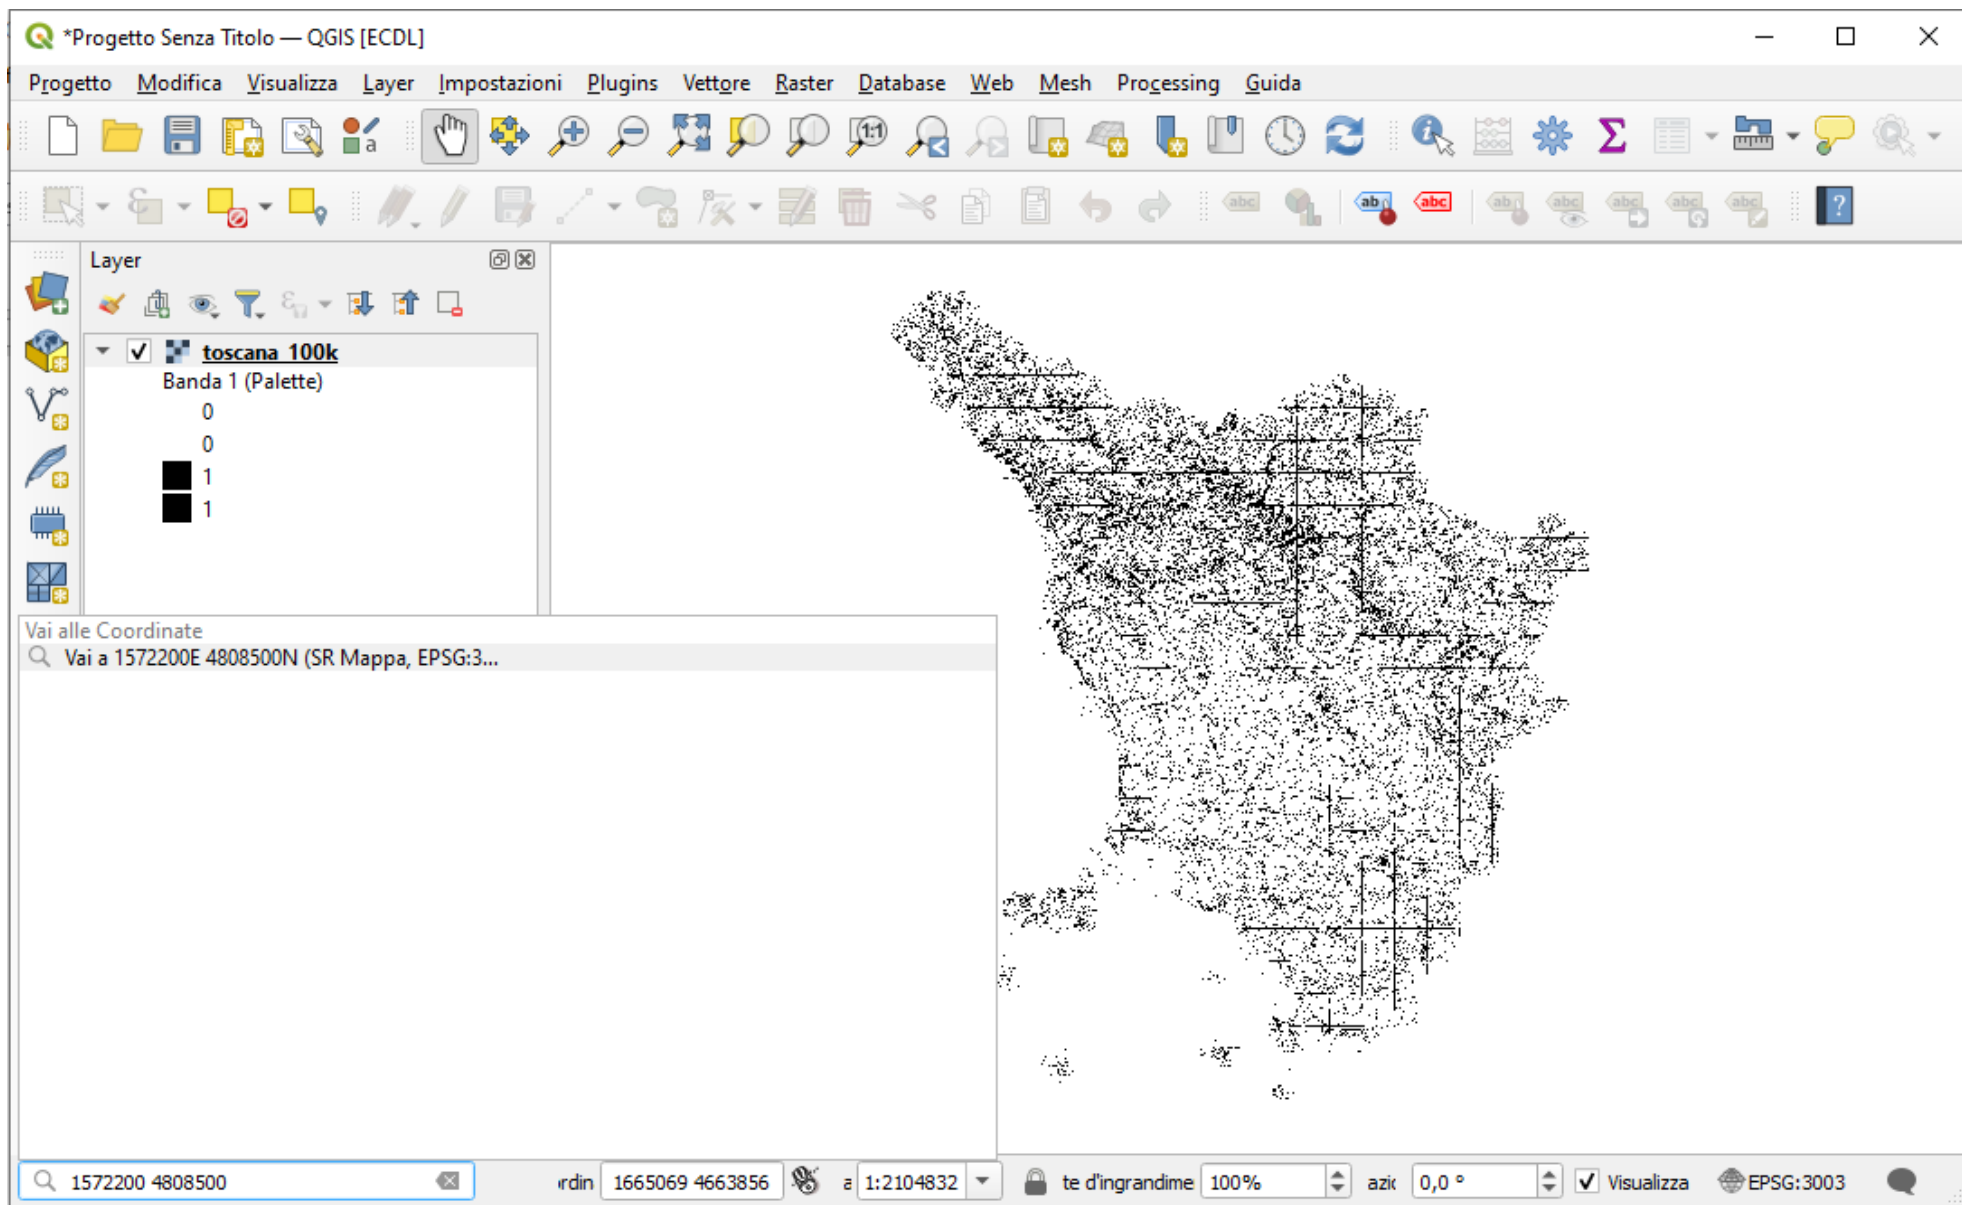 *Progetto Senza Titolo — QGIS [ECDL]
Progetto Modifica Visualizza Layer Impostazioni Plugins Vettore Raster Database Web Mesh Processing Guida
Layer
toscana_100k
Banda 1 (Palette)
0
0
1
1
Vai alle Coordinate
Vai a 1572200E 4808500N (SR Mappa, EPSG:3...
1572200 4808500
rdin 1665069 4663856 a 1:2104832 te d'ingrandime 100% azic 0,0 ° Visualizza EPSG:3003